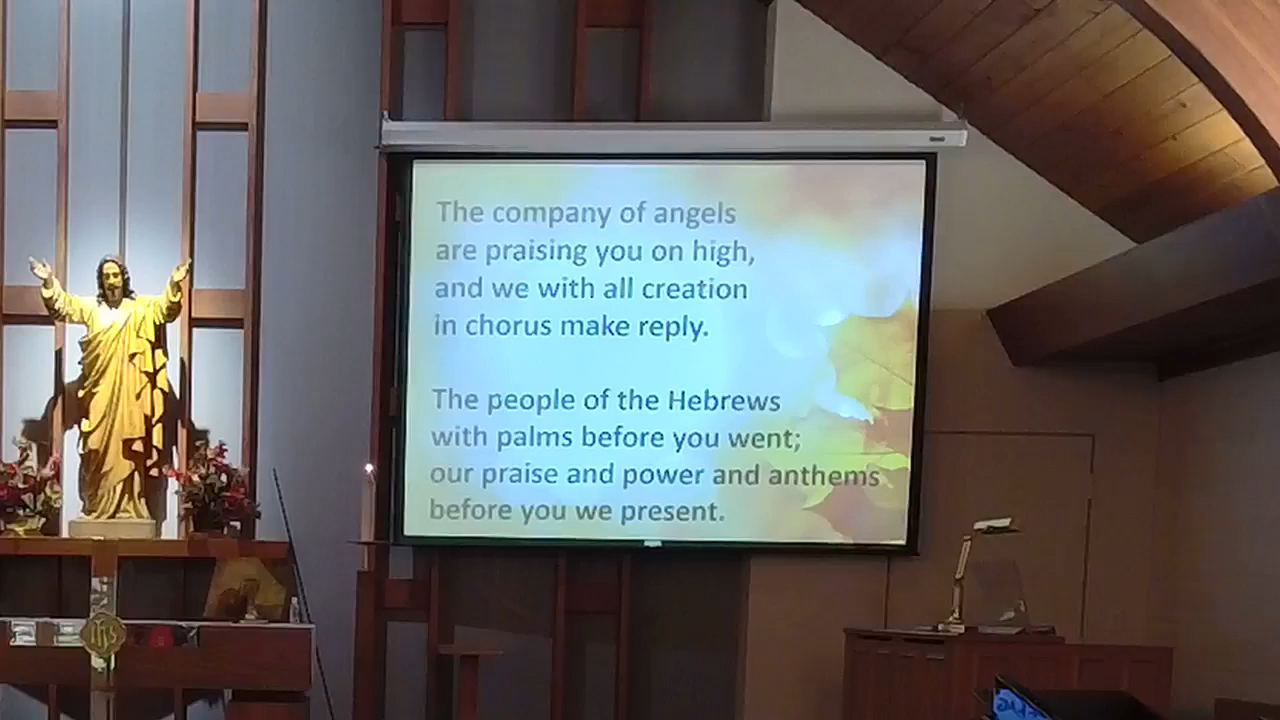 The company of angels
are praising you on high,
and we with all creation
in chorus make reply.
The people of the Hebrews
with palms before you went;
our praise and power and anthems
before you we present.
IHS